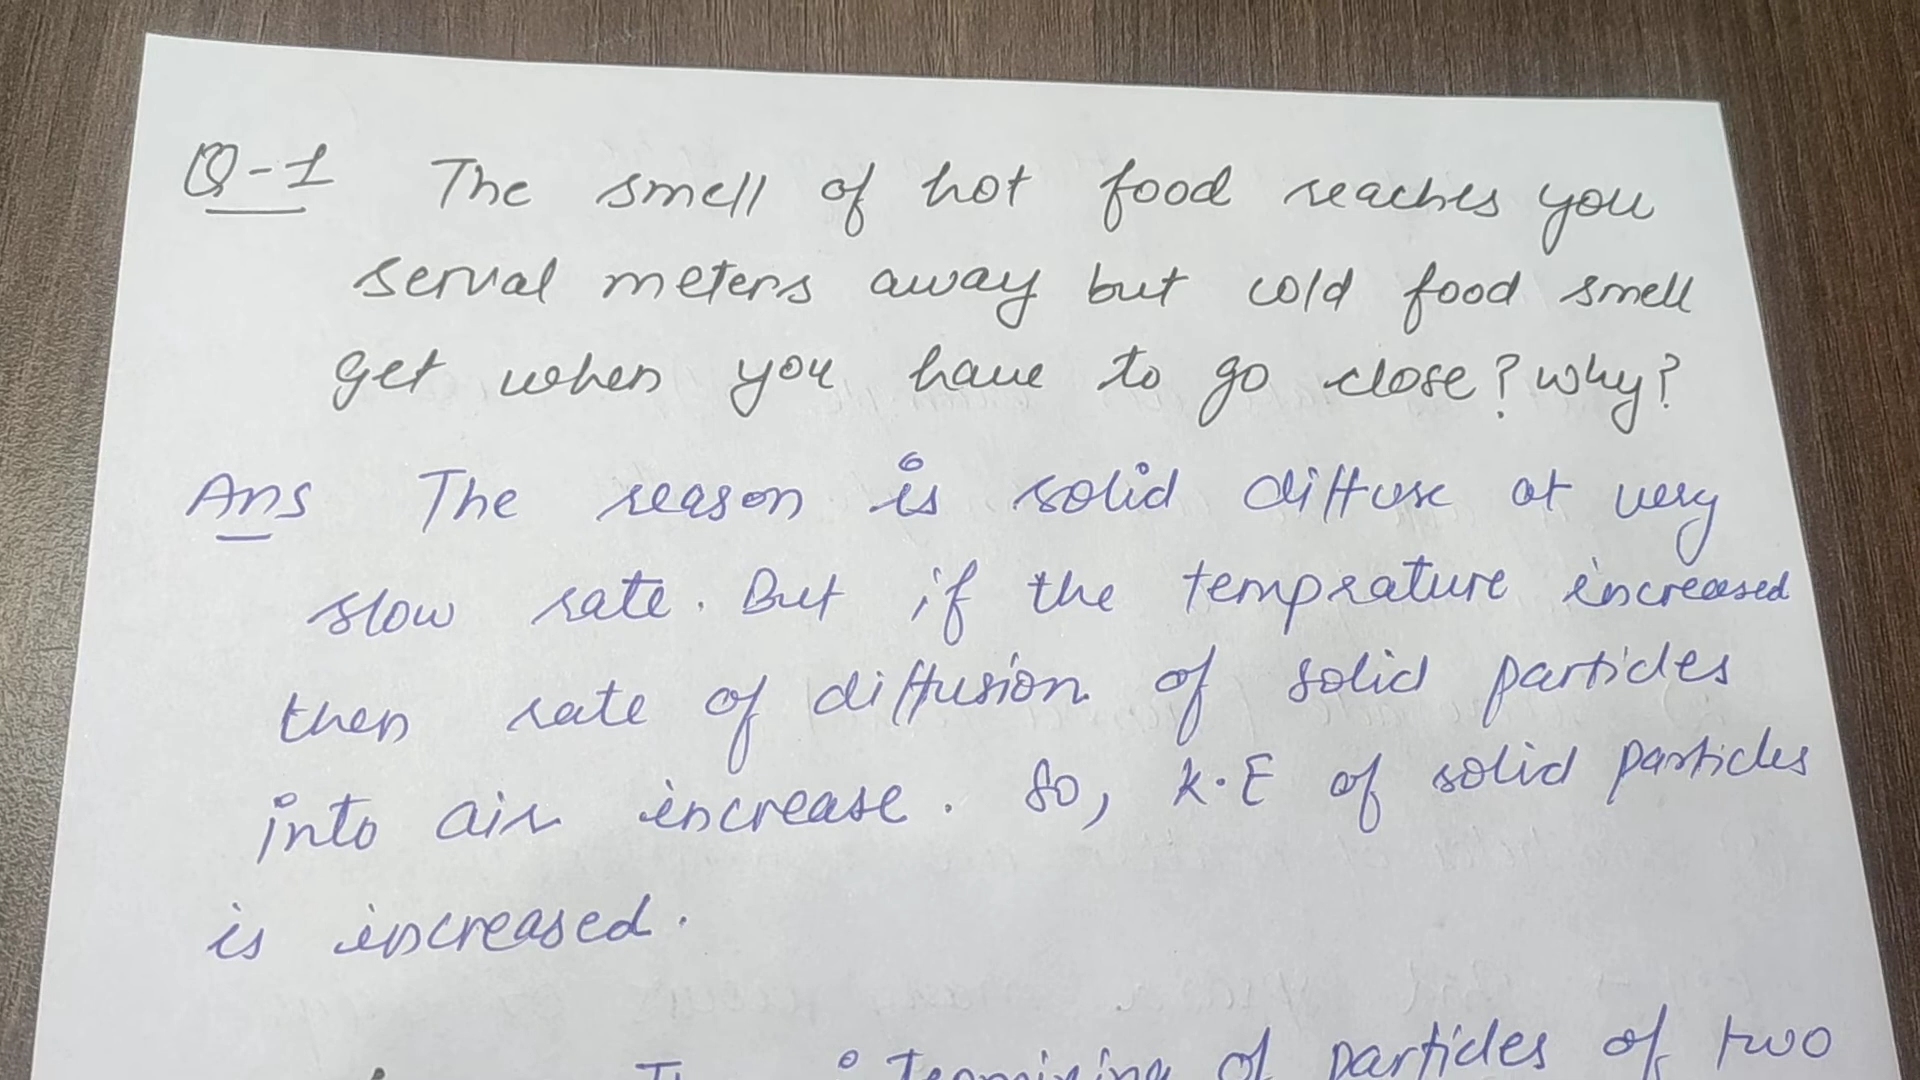 Q-1 The smell of hot food reaches you
serval meters away but cold food smell
get when you have to go close? why?
Ans The reason is solid diffuse at very
slow rate. But if the temprature increased
then rate of diffusion of solid particles
into air increase. So, K.E of solid particles
is increased.
of particles of two